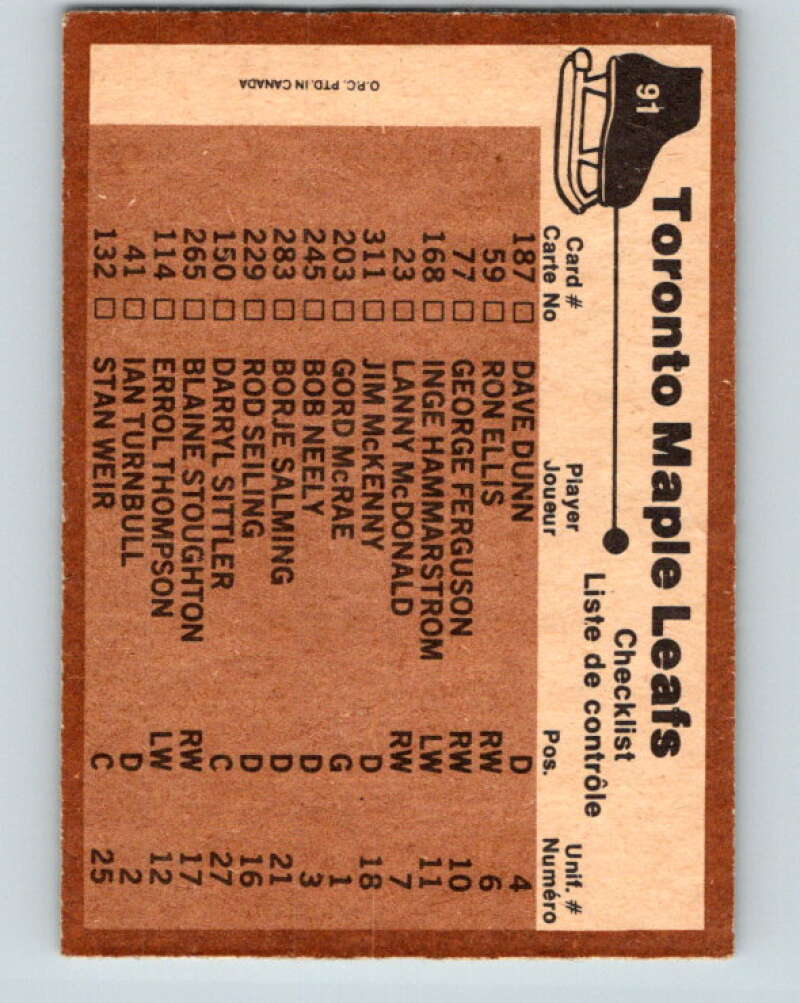 91
Toronto Maple Leafs
Checklist
Liste de contrôle
Card # Player Pos. Unif. #
Carte No Joueur Numéro
187 □ DAVE DUNN D 4
59 □ RON ELLIS RW 6
77 □ GEORGE FERGUSON RW 10
168 □ INGE HAMMARSTROM LW 11
23 □ LANNY McDONALD RW 7
311 □ JIM McKENNY D 18
203 □ GORD McRAE G 1
245 □ BOB NEELY D 3
283 □ BORJE SALMING D 21
229 □ ROD SEILING D 16
150 □ DARRYL SITTLER C 27
265 □ BLAINE STOUGHTON RW 17
114 □ ERROL THOMPSON LW 12
41 □ IAN TURNBULL D 2
132 □ STAN WEIR C 25
O.P.C. PTD. IN CANADA